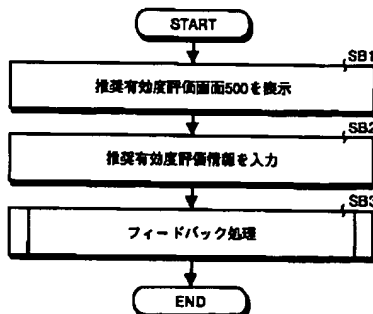 START
SB1
推奨有効度評価画面500を表示
SB2
推奨有効度評価情報を入力
SB3
フィードバック処理
END